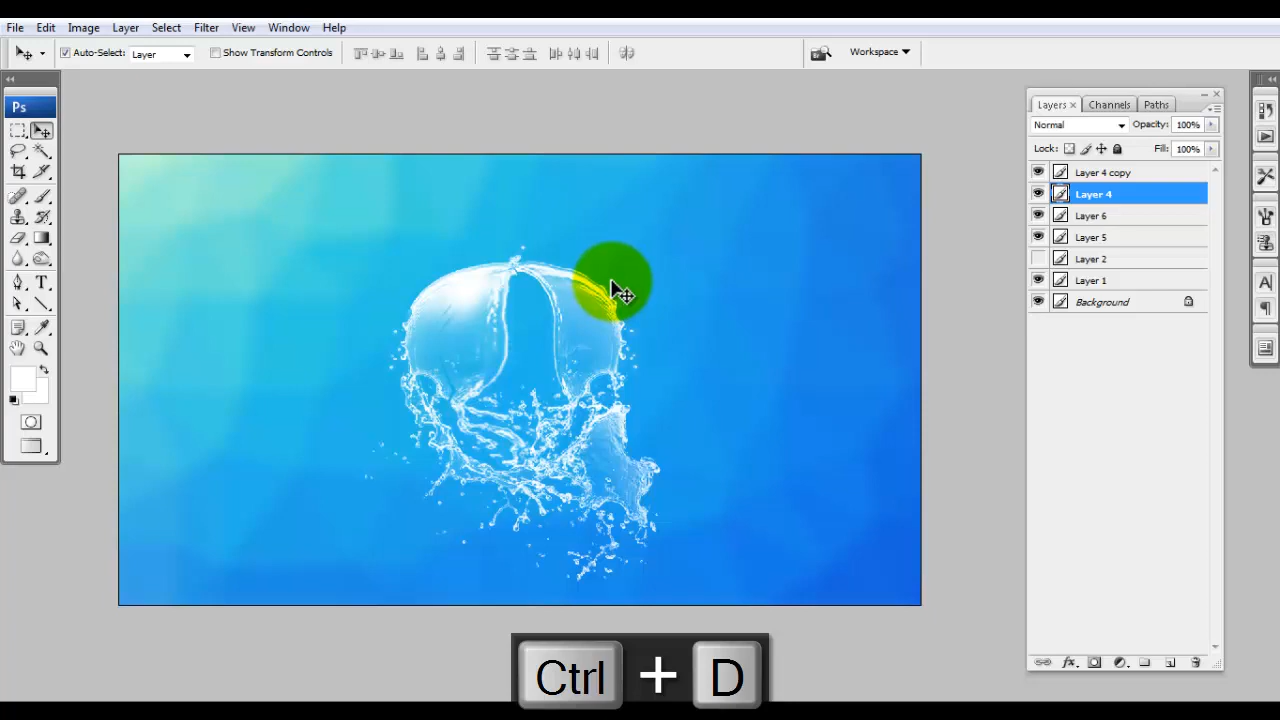 File Edit Image Layer Select Filter View Window Help
Auto-Select: Layer Show Transform Controls Workspace
Ps
Layers Channels Paths
Normal Opacity: 100%
Lock: Fill: 100%
Layer 4 copy
Layer 4
Layer 6
Layer 5
Layer 2
Layer 1
Background
Ctrl + D